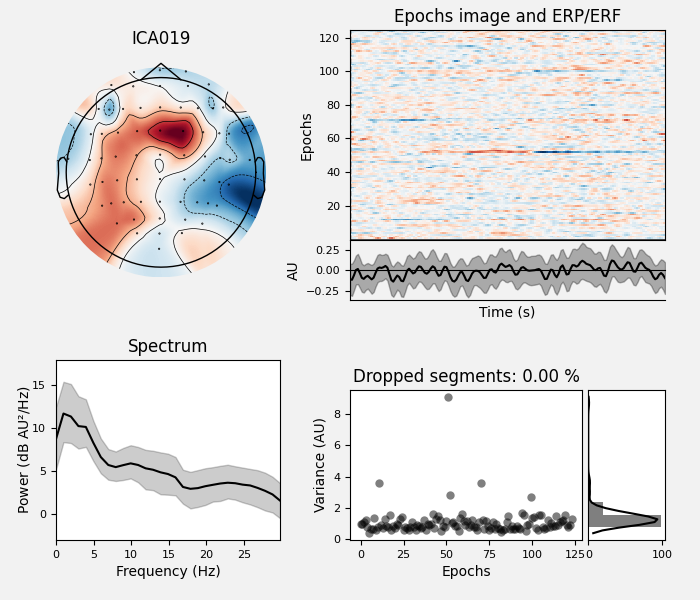 ICA019
Epochs image and ERP/ERF
120
100
80
60
40
20
Epochs
0.25
0.00
−0.25
AU
Time (s)
Spectrum
15
10
5
0
Power (dB AU²/Hz)
0 5 10 15 20 25
Frequency (Hz)
Dropped segments: 0.00 %
8
6
4
2
0
Variance (AU)
0 25 50 75 100 125
0 100
Epochs